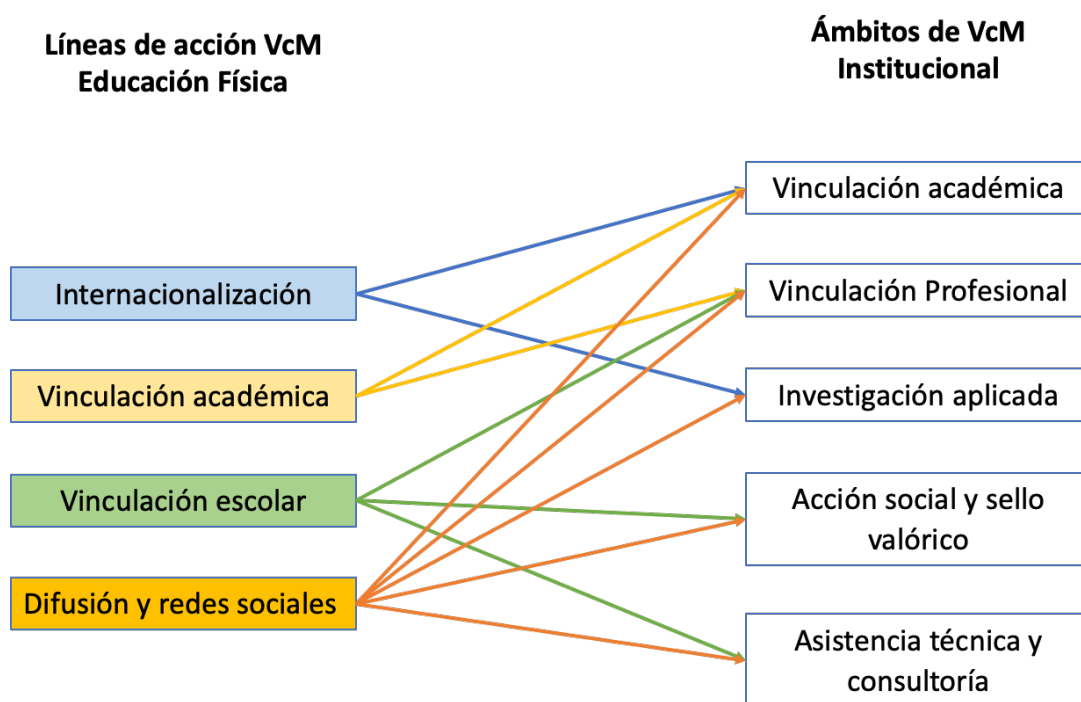 Líneas de acción VcM
Educación Física
Internacionalización
Vinculación académica
Vinculación escolar
Difusión y redes sociales
Ámbitos de VcM
Institucional
Vinculación académica
Vinculación Profesional
Investigación aplicada
Acción social y sello
valórico
Asistencia técnica y
consultoría